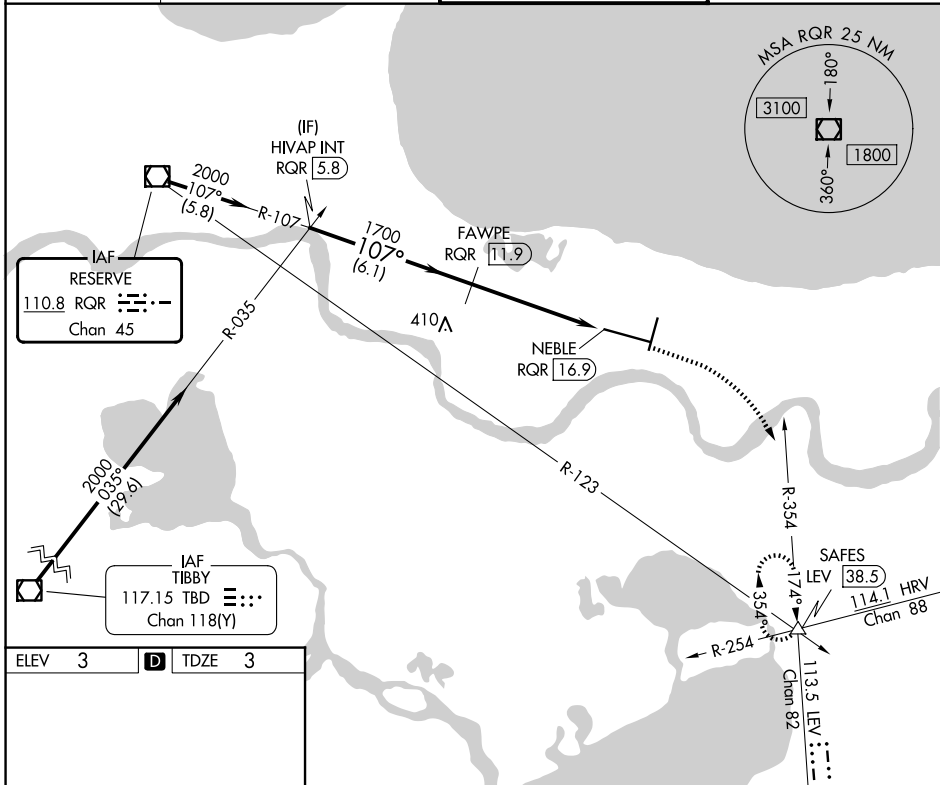 MSA RQR 25 NM
180°
3100
1800
360°
(IF)
HIVAP INT
RQR 5.8
2000
107°
(5.8)
R-107
1700
107°
(6.1)
FAWPE
RQR 11.9
IAF
RESERVE
110.8 RQR
Chan 45
R-035
410
NEBLE
RQR 16.9
2000
035°
(29.6)
R-123
R-354
IAF
TIBBY
117.15 TBD
Chan 118(Y)
SAFES
LEV 38.5
174°
354°
114.1 HRV
Chan 88
R-254
113.5 LEV
Chan 82
ELEV 3 D TDZE 3